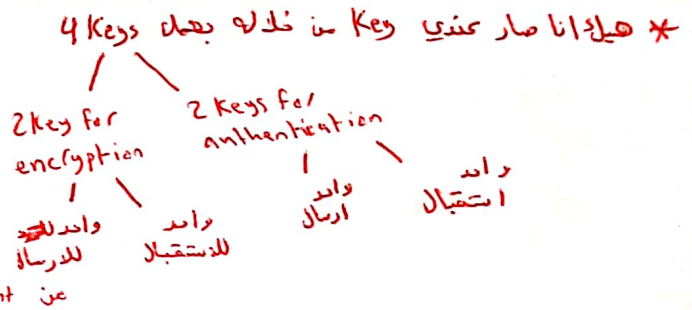 * هيك انا صار عندي Key من خلاله بعمل 4 Keys
2 Key for encryption
2 Keys for authentication
واحد للارسال
واحد للاستقبال
واحد ارسال
واحد استقبال
عن